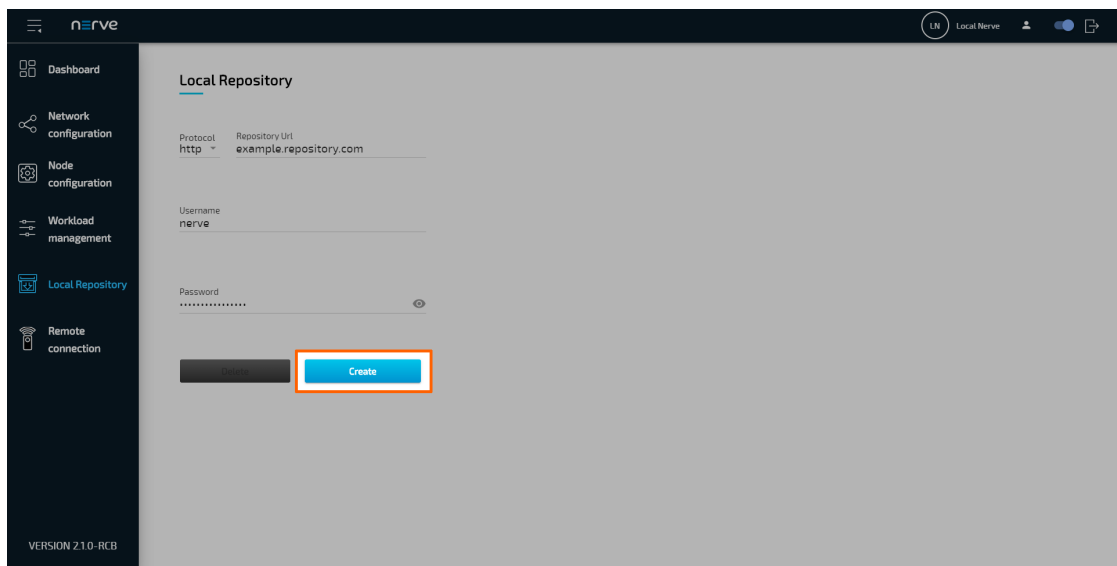 nerve
LN Local Nerve
Dashboard
Network
configuration
Node
configuration
Workload
management
Local Repository
Remote
connection
VERSION 2.1.0-RCB
Local Repository
Protocol Repository Url
http example.repository.com
Username
nerve
Password
••••••••••••••••
Delete Create